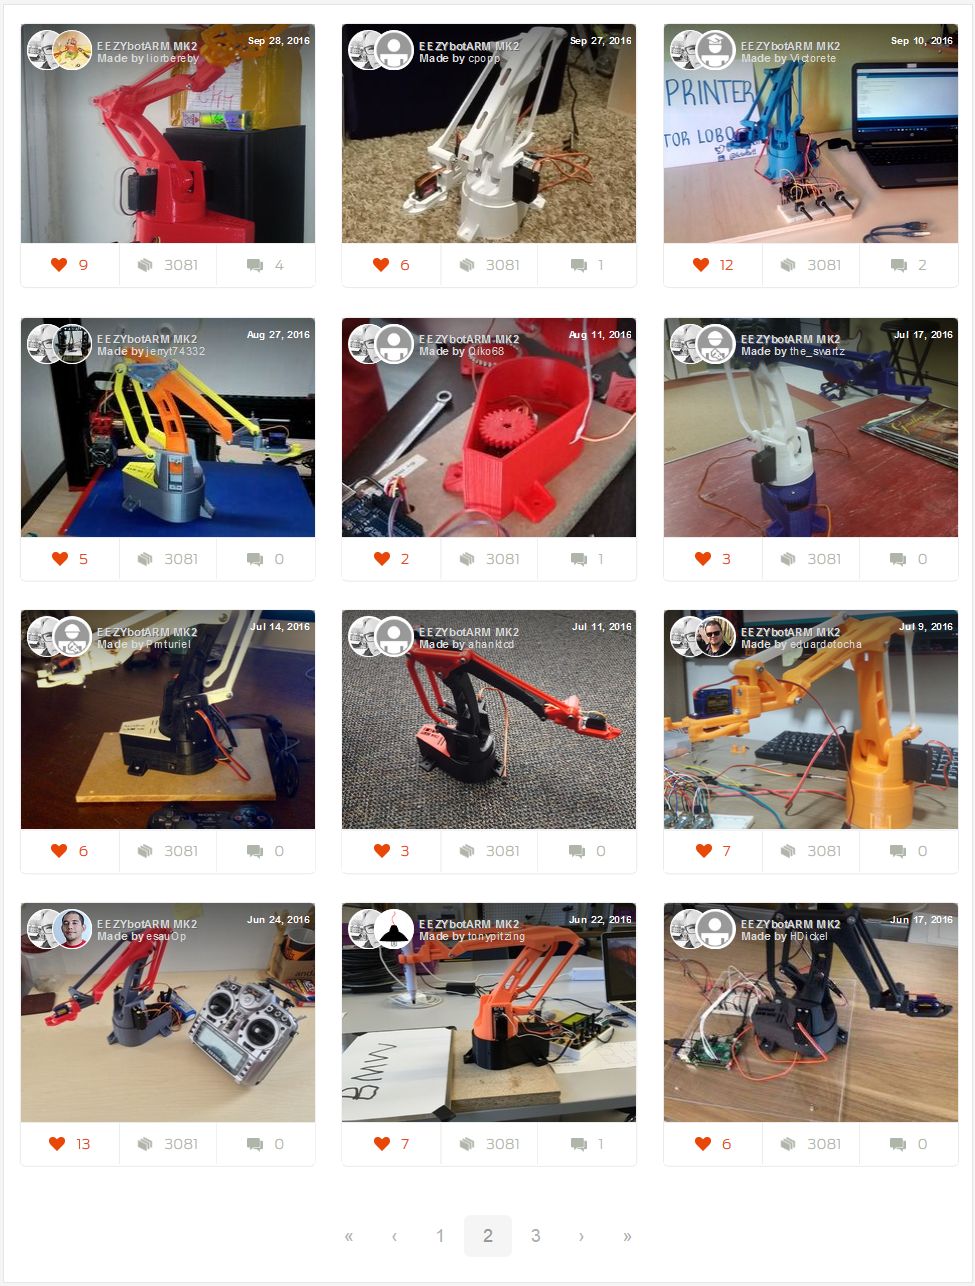 EEZYbotARM MK2
Sep 28, 2016
Made by liorbereby
9 3081 4
EEZYbotARM MK2
Sep 27, 2016
Made by cponp
6 3081 1
EEZYbotARM MK2
Sep 10, 2016
Made by Victorete
PRINTER
TOR LOBO
12 3081 2
EEZYbotARM MK2
Aug 27, 2016
Made by jerryt74332
5 3081 0
EEZYbotARM MK2
Aug 11, 2016
Made by Qiko68
2 3081 1
EEZYbotARM MK2
Jul 17, 2016
Made by the_swartz
3 3081 0
EEZYbotARM MK2
Jul 14, 2016
Made by Pmturiel
6 3081 0
EEZYbotARM MK2
Jul 11, 2016
Made by ahanktcd
3 3081 0
EEZYbotARM MK2
Jul 9, 2016
Made by eduardotocha
7 3081 0
EEZYbotARM MK2
Jun 24, 2016
Made by esauOp
13 3081 0
EEZYbotARM MK2
Jun 22, 2016
Made by tonypitzing
BMW
7 3081 1
EEZYbotARM MK2
Jun 17, 2016
Made by HDickel
6 3081 0
« ‹ 1 2 3 › »